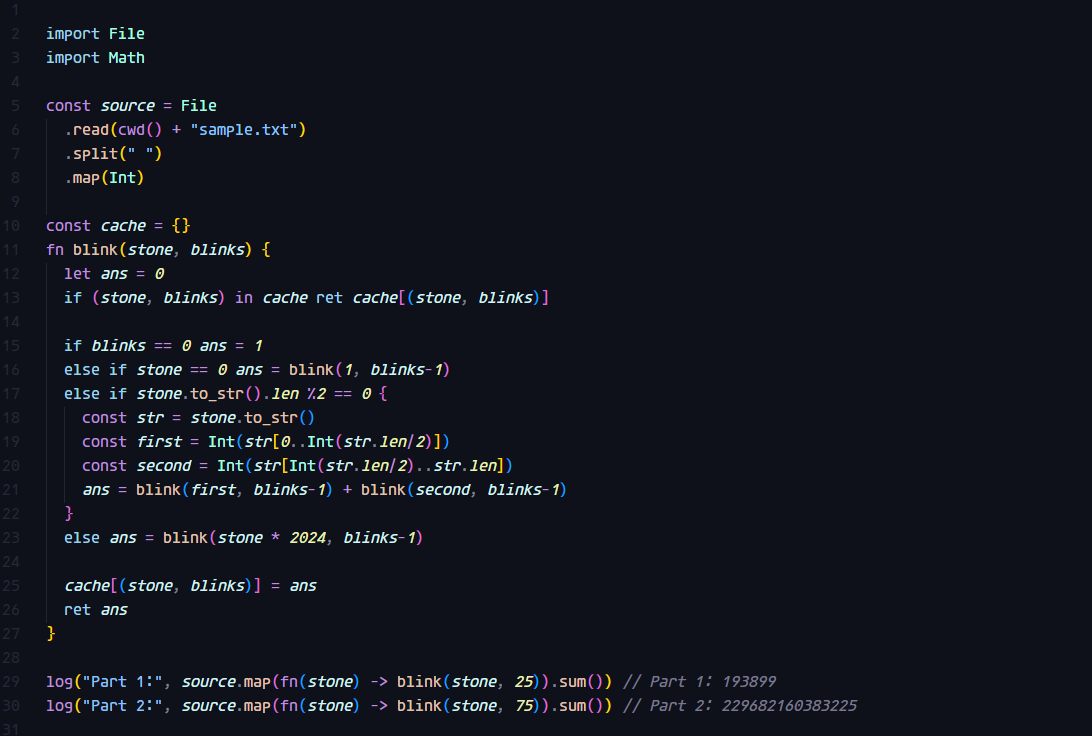 1
2 import File
3 import Math
4
5 const source = File
6   .read(cwd() + "sample.txt")
7   .split(" ")
8   .map(Int)
9
10 const cache = {}
11 fn blink(stone, blinks) {
12   let ans = 0
13   if (stone, blinks) in cache ret cache[(stone, blinks)]
14
15   if blinks == 0 ans = 1
16   else if stone == 0 ans = blink(1, blinks-1)
17   else if stone.to_str().len %2 == 0 {
18     const str = stone.to_str()
19     const first = Int(str[0..Int(str.len/2)])
20     const second = Int(str[Int(str.len/2)..str.len])
21     ans = blink(first, blinks-1) + blink(second, blinks-1)
22   }
23   else ans = blink(stone * 2024, blinks-1)
24
25   cache[(stone, blinks)] = ans
26   ret ans
27 }
28
29 log("Part 1:", source.map(fn(stone) -> blink(stone, 25)).sum()) // Part 1: 193899
30 log("Part 2:", source.map(fn(stone) -> blink(stone, 75)).sum()) // Part 2: 229682160383225
31